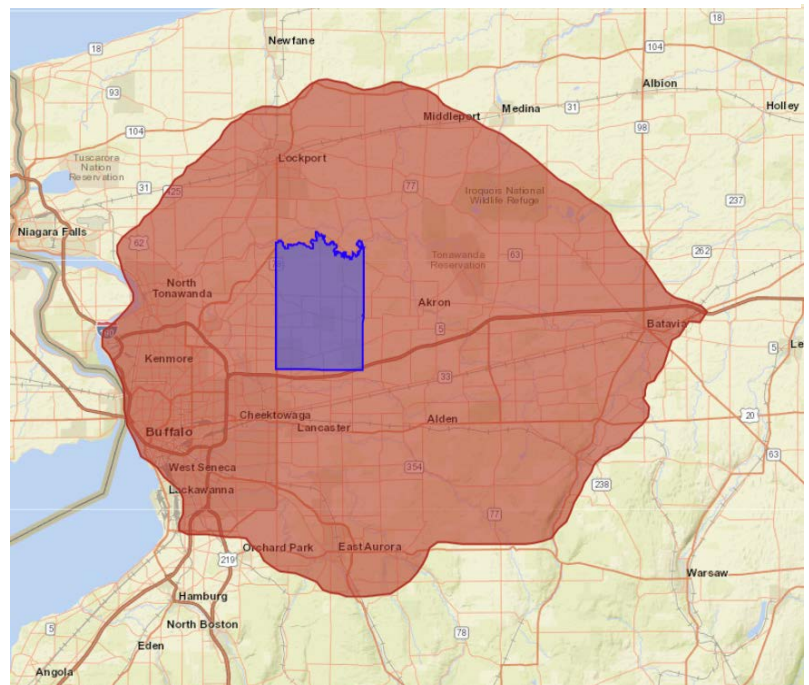 18
18
Newfane
104
93
Albion
Middleport
Medina
31
Holley
104
98
Tuscarora
Nation
Reservation
Lockport
31
425
77
Iroquois National
Wildlife Refuge
237
Niagara Falls
62
Tonawanda
Reservation
63
262
North
Tonawanda
Akron
Batavia
5
Kenmore
5
33
Cheektowaga
Lancaster
Alden
20
Buffalo
63
West Seneca
354
Lackawanna
238
77
Orchard Park
East Aurora
219
Warsaw
Hamburg
North Boston
5
78
Eden
Angola